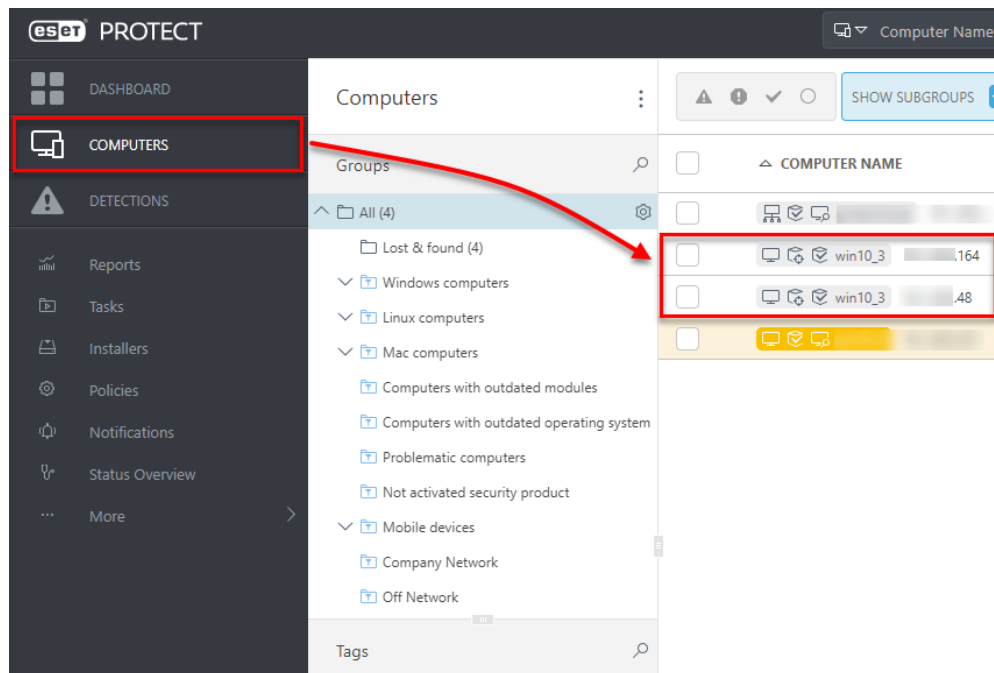 eset PROTECT
Computer Name
DASHBOARD
COMPUTERS
DETECTIONS
Reports
Tasks
Installers
Policies
Notifications
Status Overview
More
Computers
Groups
All (4)
Lost & found (4)
Windows computers
Linux computers
Mac computers
Computers with outdated modules
Computers with outdated operating system
Problematic computers
Not activated security product
Mobile devices
Company Network
Off Network
Tags
SHOW SUBGROUPS
COMPUTER NAME
win10_3 .164
win10_3 .48